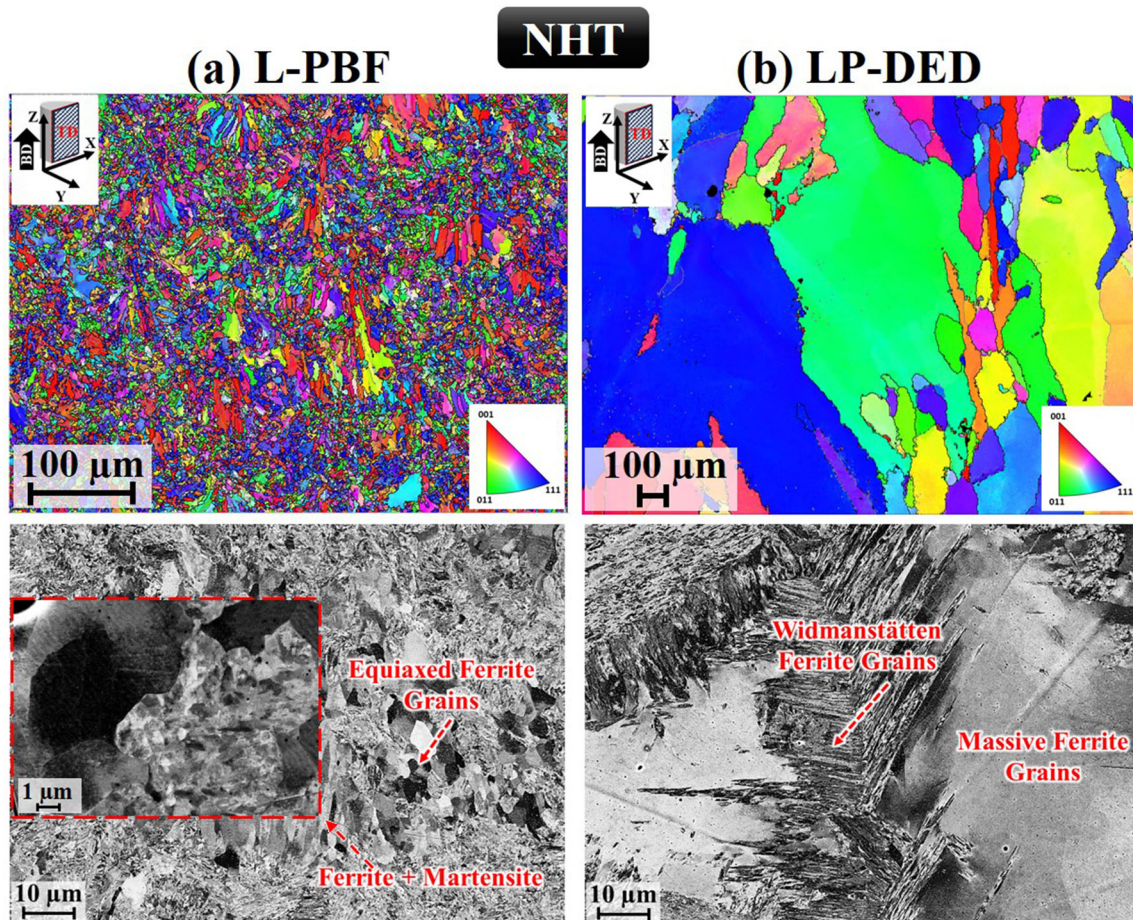 NHT
(a) L-PBF
(b) LP-DED
Z
TD
X
BD
Y
001
100 µm
011
111
Z
TD
X
BD
Y
001
100 µm
011
111
Equiaxed Ferrite
Grains
1 µm
Ferrite + Martensite
10 µm
Widmanstätten
Ferrite Grains
Massive Ferrite
Grains
10 µm